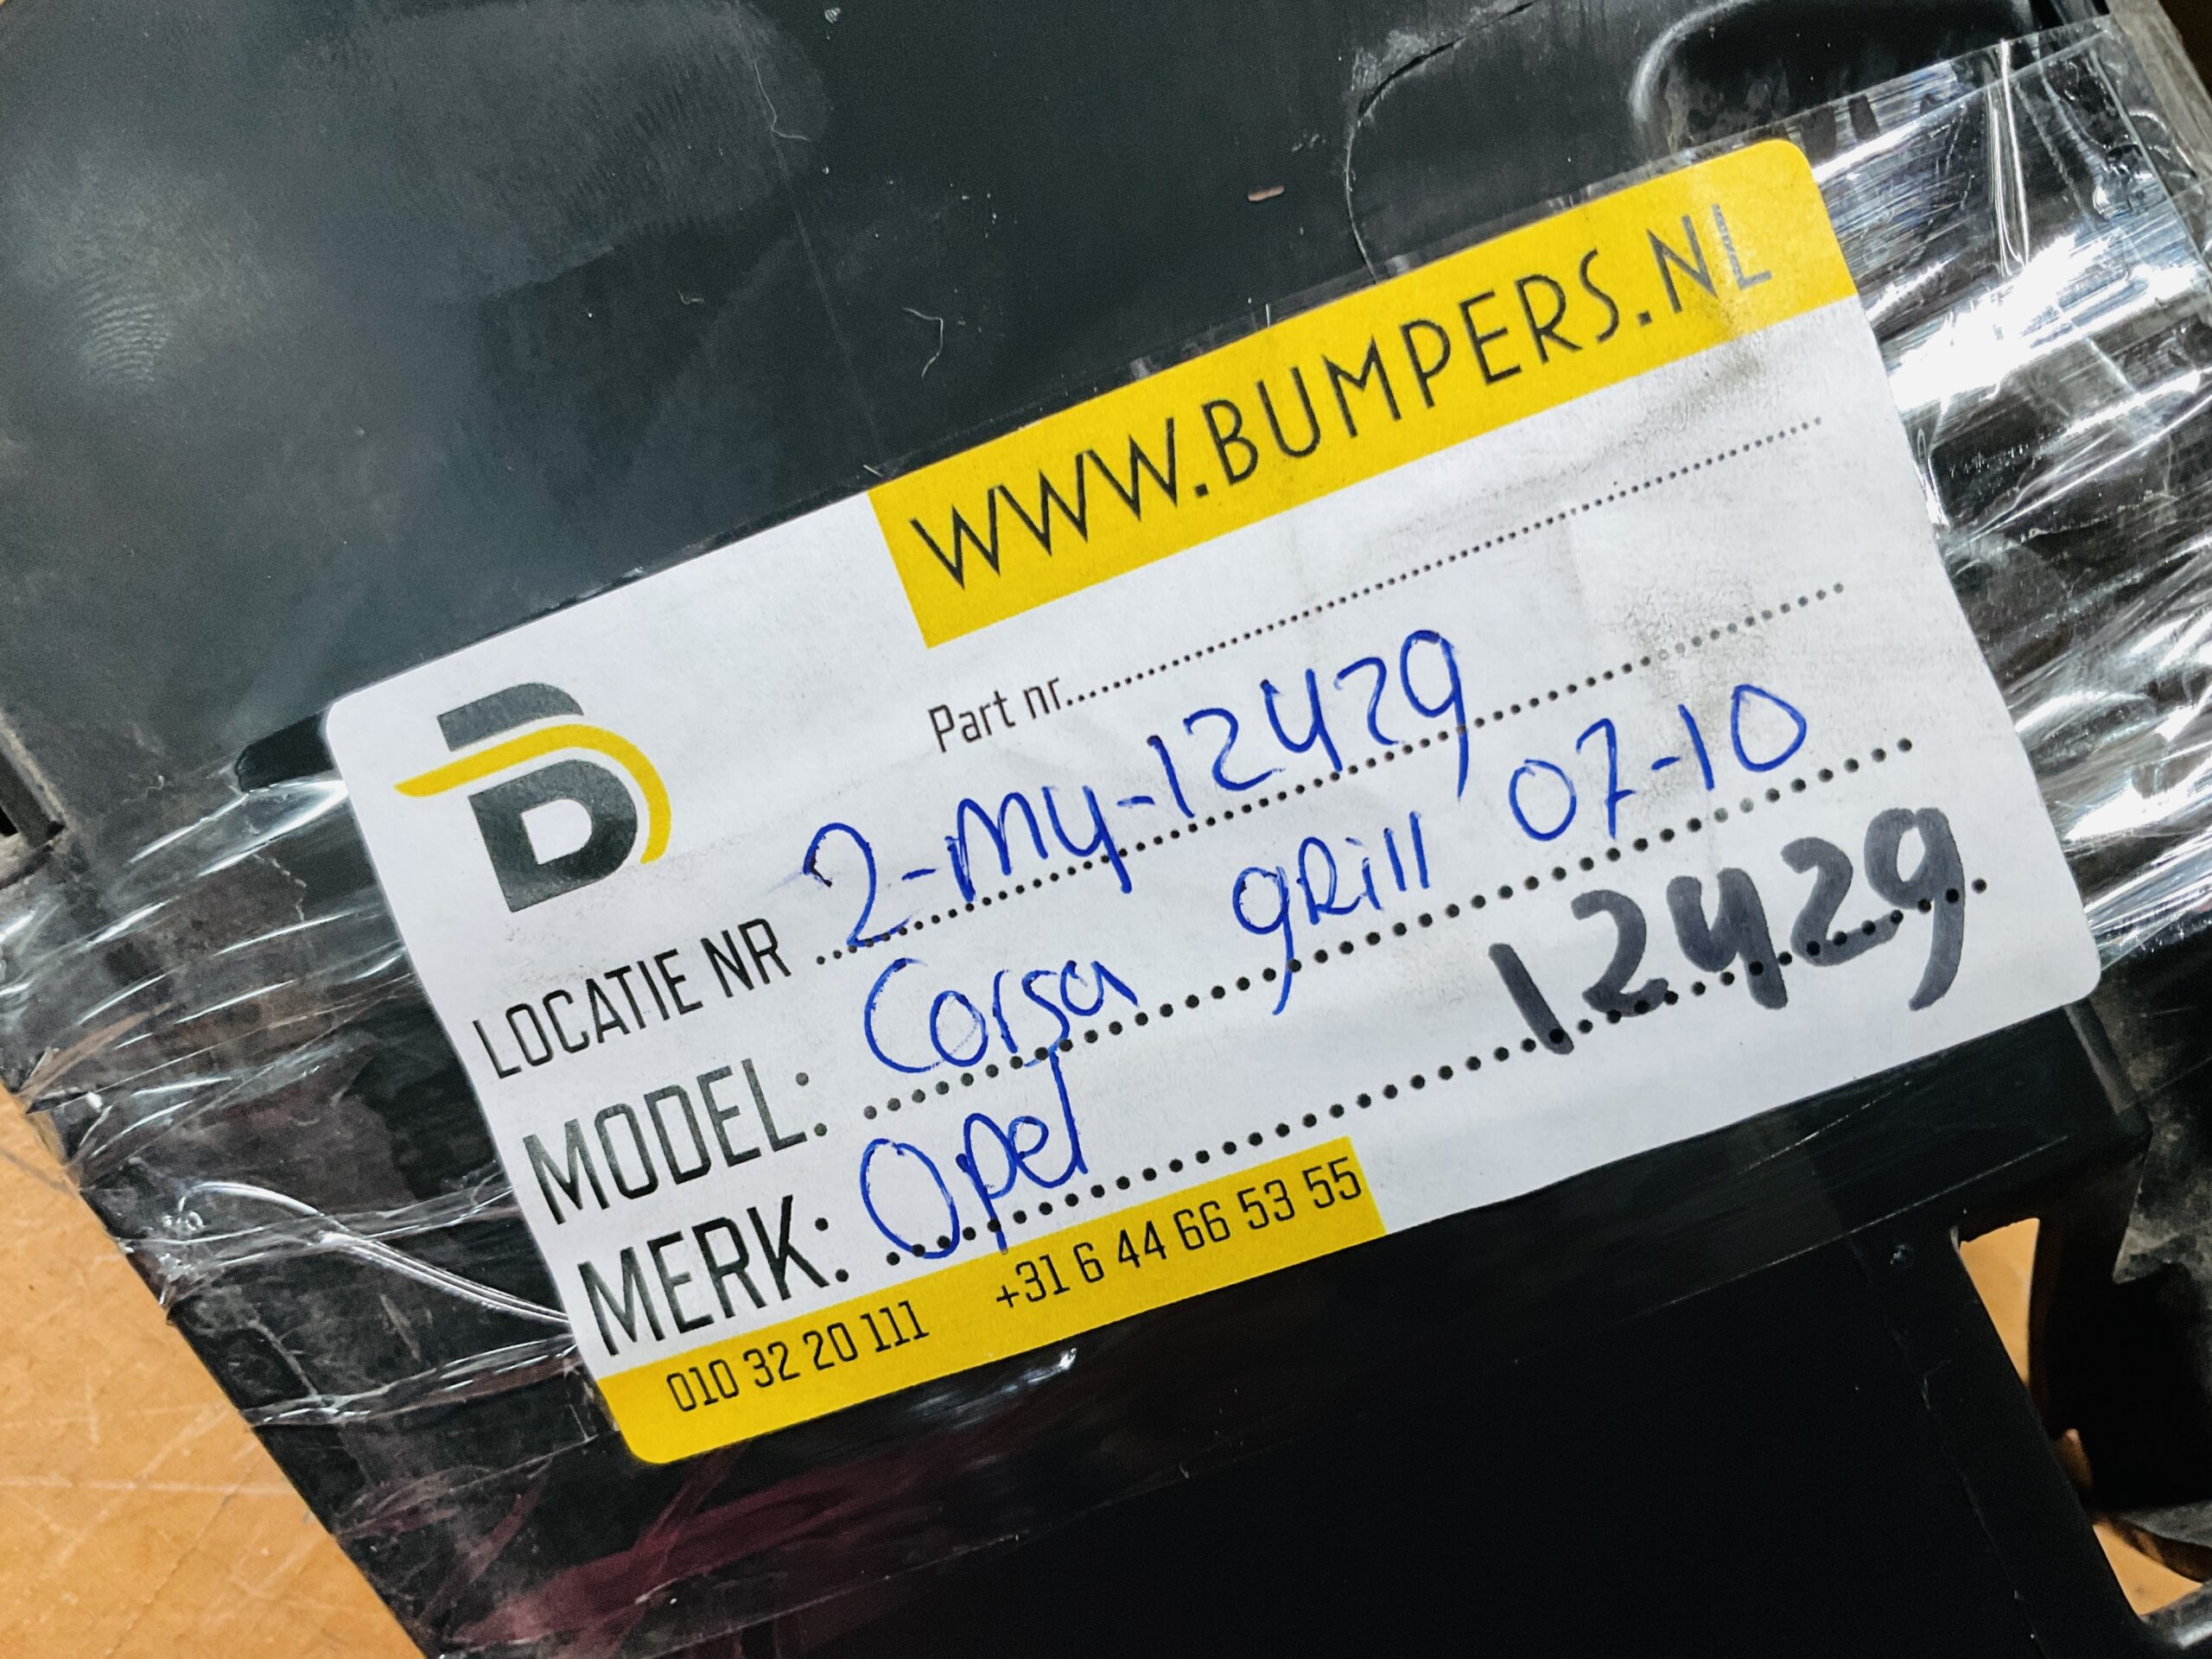 WWW.BUMPERS.NL
B
Part nr.
LOCATIE NR 2-my-12429
MODEL: Corsa grill 07-10
MERK: Opel 12429
010 32 20 111 +31 6 44 66 53 55